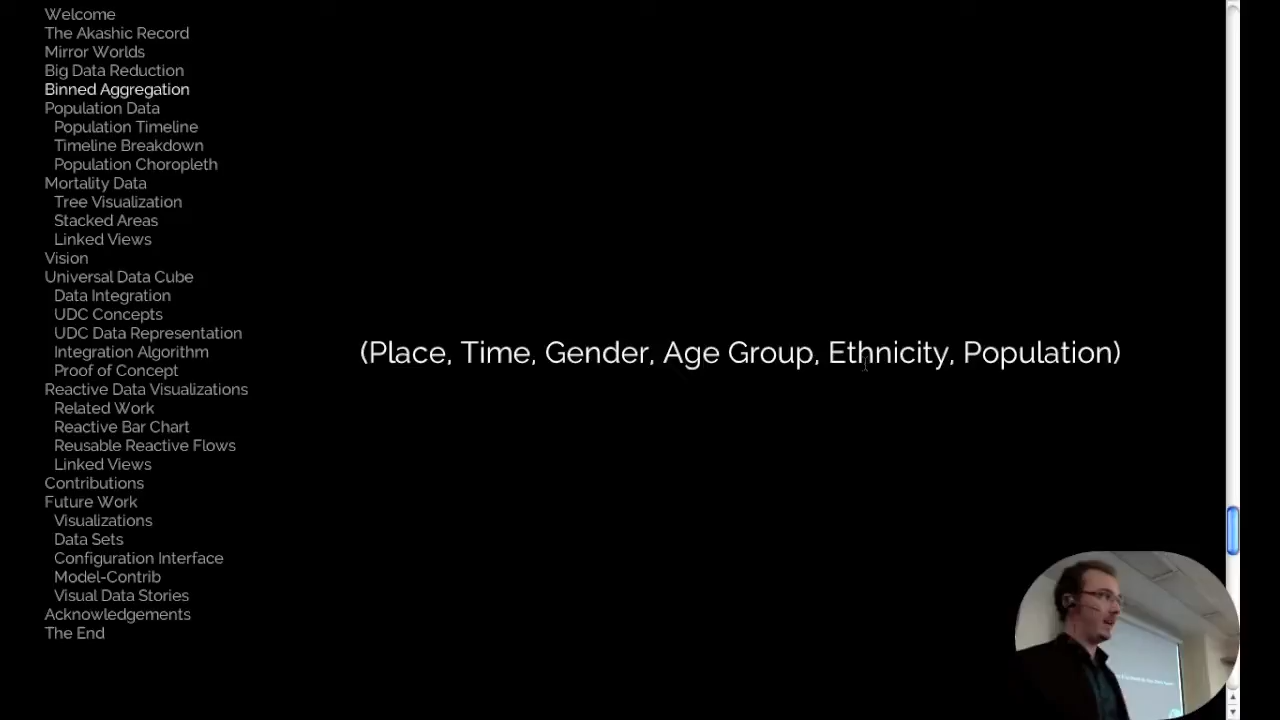 Welcome
The Akashic Record
Mirror Worlds
Big Data Reduction
Binned Aggregation
Population Data
Population Timeline
Timeline Breakdown
Population Choropleth
Mortality Data
Tree Visualization
Stacked Areas
Linked Views
Vision
Universal Data Cube
Data Integration
UDC Concepts
UDC Data Representation
Integration Algorithm
Proof of Concept
Reactive Data Visualizations
Related Work
Reactive Bar Chart
Reusable Reactive Flows
Linked Views
Contributions
Future Work
Visualizations
Data Sets
Configuration Interface
Model-Contrib
Visual Data Stories
Acknowledgements
The End
(Place, Time, Gender, Age Group, Ethnicity, Population)